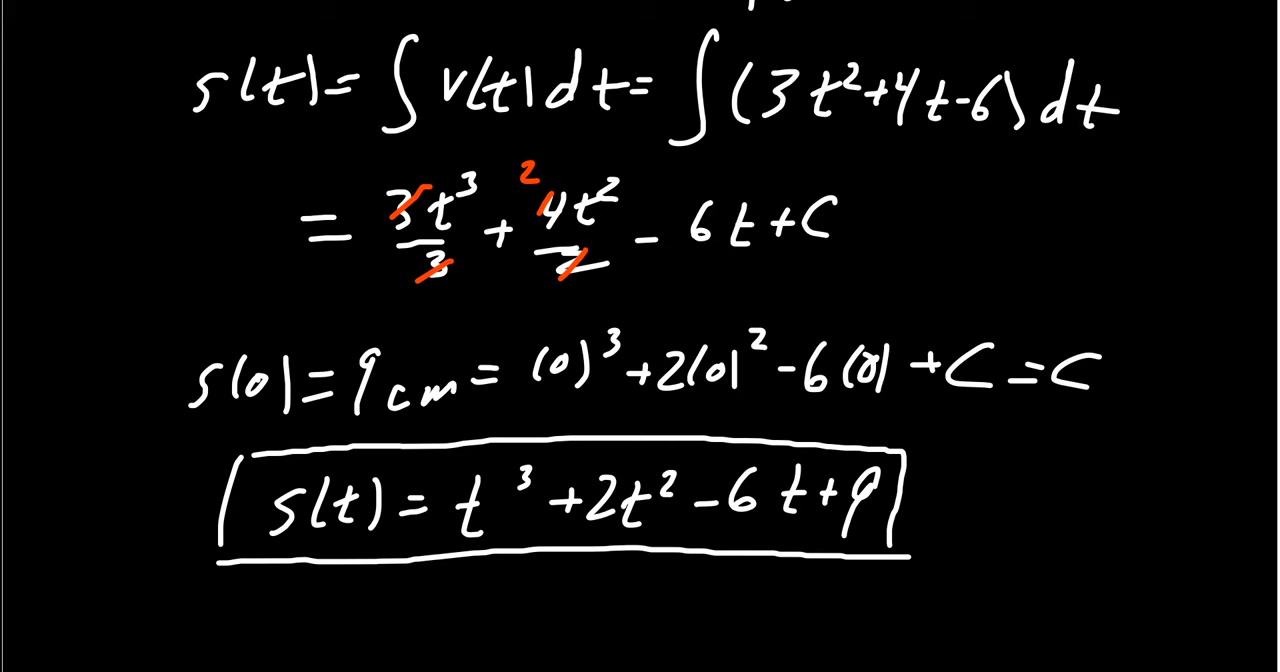 s(t) = ∫ v(t) dt = ∫ (3t² + 4t - 6) dt
= 3t³/3 + 2 4t²/2 - 6t + C
s(0) = 9 cm = (0)³ + 2(0)² - 6(0) + C = C
s(t) = t³ + 2t² - 6t + 9